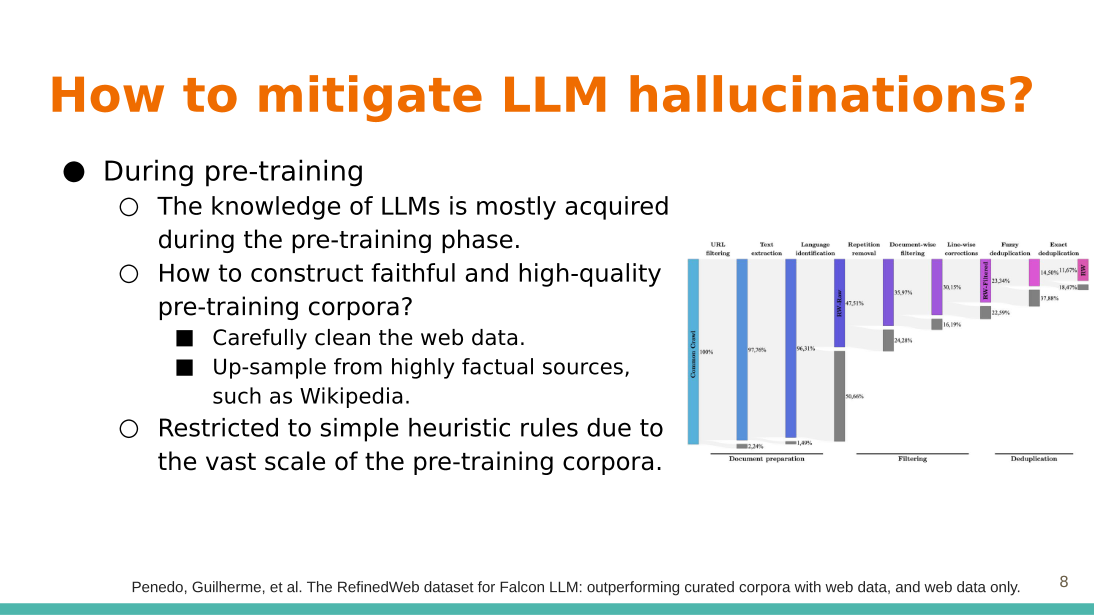 How to mitigate LLM hallucinations?
● During pre-training
○ The knowledge of LLMs is mostly acquired
during the pre-training phase.
○ How to construct faithful and high-quality
pre-training corpora?
■ Carefully clean the web data.
■ Up-sample from highly factual sources,
such as Wikipedia.
○ Restricted to simple heuristic rules due to
the vast scale of the pre-training corpora.
URL filtering
Text extraction
Language identification
Repetition removal
Document-wise filtering
Line-wise corrections
Fuzzy deduplication
Exact deduplication
Common Crawl
100%
97,76%
2,24%
96,31%
1,49%
RW-Raw
47,51%
50,66%
35,97%
24,28%
30,15%
16,19%
RW-Filtered
23,34%
22,59%
14,50%
37,88%
11,67%
18,47%
RW
Document preparation
Filtering
Deduplication
Penedo, Guilherme, et al. The RefinedWeb dataset for Falcon LLM: outperforming curated corpora with web data, and web data only.
8